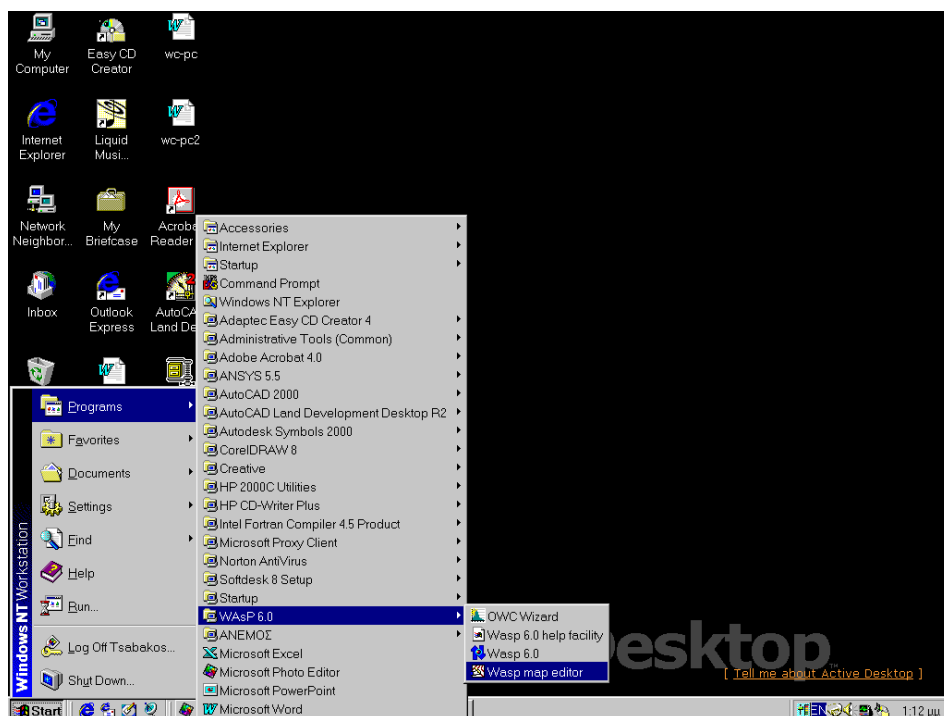 My Computer
Easy CD Creator
wc-pc
Internet Explorer
Liquid Musi...
wc-pc2
Network Neighbor...
My Briefcase
Acroba
Reader
Inbox
Outlook Express
AutoCA
Land De
Accessories
Internet Explorer
Startup
Command Prompt
Windows NT Explorer
Adaptec Easy CD Creator 4
Administrative Tools (Common)
Adobe Acrobat 4.0
ANSYS 5.5
AutoCAD 2000
AutoCAD Land Development Desktop R2
Autodesk Symbols 2000
CorelDRAW 8
Creative
HP 2000C Utilities
HP CD-Writer Plus
Intel Fortran Compiler 4.5 Product
Microsoft Proxy Client
Norton AntiVirus
Softdesk 8 Setup
Startup
WAsP 6.0
ΑΝΕΜΟΣ
Microsoft Excel
Microsoft Photo Editor
Microsoft PowerPoint
Microsoft Word
Programs
Favorites
Documents
Settings
Find
Help
Run...
Log Off Tsabakos...
Shut Down...
Windows NT Workstation
OWC Wizard
Wasp 6.0 help facility
Wasp 6.0
Wasp map editor
Desktop™
[ Tell me about Active Desktop ]
Start
EN
1:12 μμ